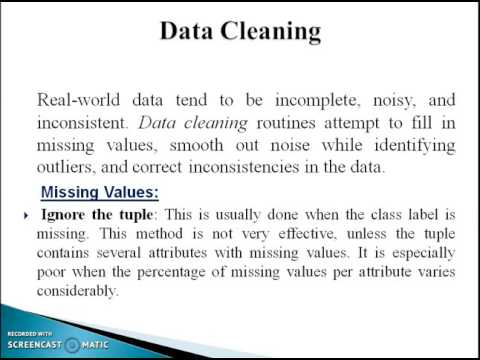 Data Cleaning
Real-world data tend to be incomplete, noisy, and
inconsistent. Data cleaning routines attempt to fill in
missing values, smooth out noise while identifying
outliers, and correct inconsistencies in the data.
Missing Values:
Ignore the tuple: This is usually done when the class label is
missing. This method is not very effective, unless the tuple
contains several attributes with missing values. It is especially
poor when the percentage of missing values per attribute varies
considerably.
RECORDED WITH
SCREENCAST MATIC